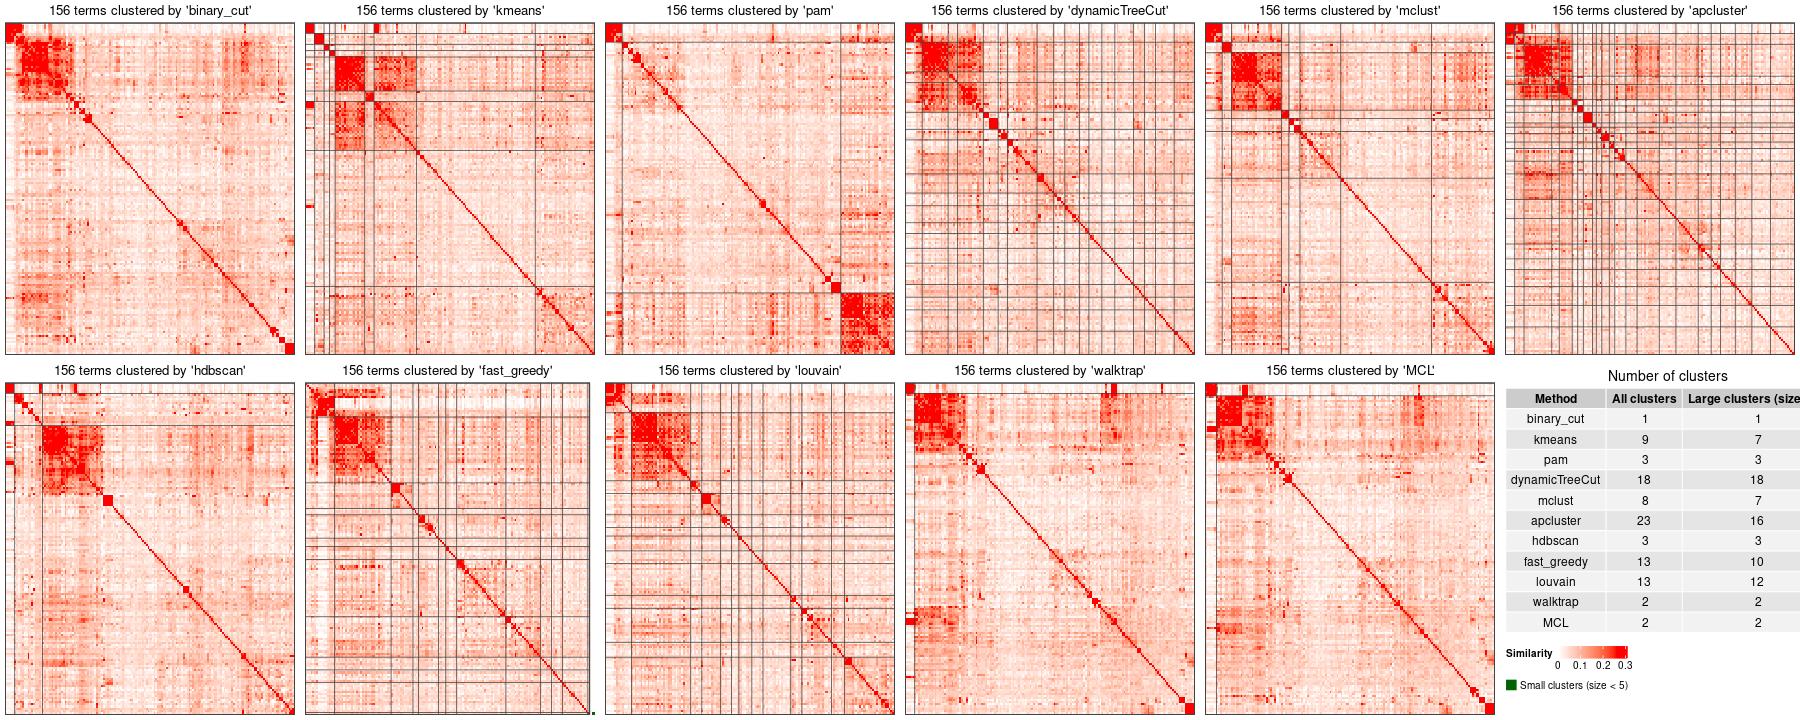 156 terms clustered by 'binary_cut'
156 terms clustered by 'kmeans'
156 terms clustered by 'pam'
156 terms clustered by 'dynamicTreeCut'
156 terms clustered by 'mclust'
156 terms clustered by 'apcluster'
156 terms clustered by 'hdbscan'
156 terms clustered by 'fast_greedy'
156 terms clustered by 'louvain'
156 terms clustered by 'walktrap'
156 terms clustered by 'MCL'
Number of clusters
Method All clusters Large clusters (size
binary_cut 1 1
kmeans 9 7
pam 3 3
dynamicTreeCut 18 18
mclust 8 7
apcluster 23 16
hdbscan 3 3
fast_greedy 13 10
louvain 13 12
walktrap 2 2
MCL 2 2
Similarity
0 0.1 0.2 0.3
Small clusters (size < 5)